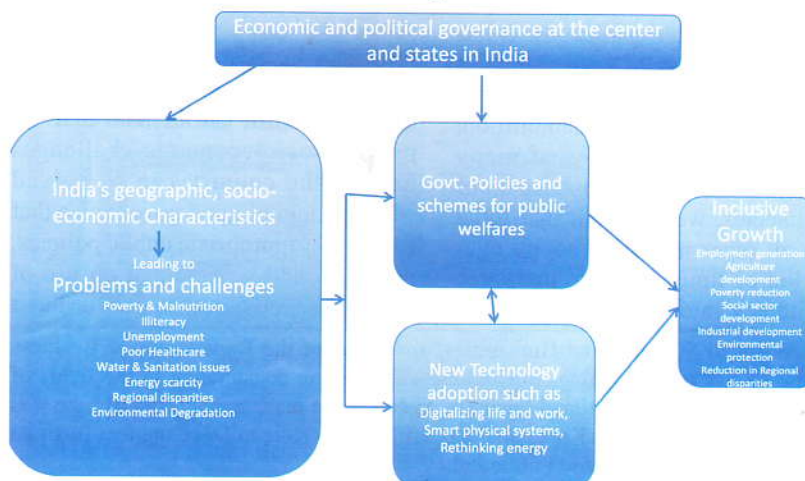 Economic and political governance at the center
and states in India
India's geographic, socio-
economic Characteristics
Leading to
Problems and challenges
Poverty & Malnutrition
Illiteracy
Unemployment
Poor Healthcare
Water & Sanitation issues
Energy scarcity
Regional disparities
Environmental Degradation
Govt. Policies and
schemes for public
welfares
New Technology
adoption such as
Digitalizing life and work,
Smart physical systems,
Rethinking energy
Inclusive
Growth
Employment generation
Agriculture
development
Poverty reduction
Social sector
development
Industrial development
Environmental
protection
Reduction in Regional
disparities